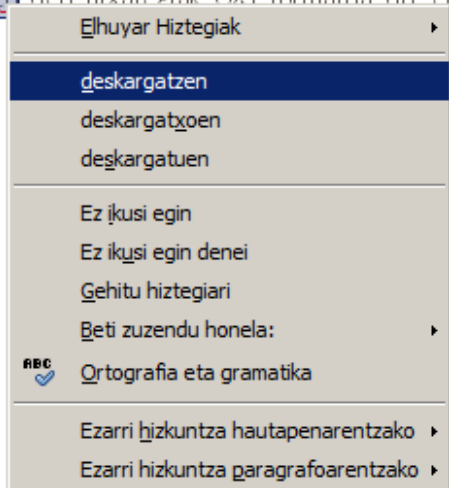 Elhuyar Hiztegiak
deskargatzen
deskargatxoen
deskargatuen
Ez ikusi egin
Ez ikusi egin denei
Gehitu hiztegiari
Beti zuzendu honela:
ABC
Ortografia eta gramatika
Ezarri hizkuntza hautapenarentzako
Ezarri hizkuntza paragrafoarentzako